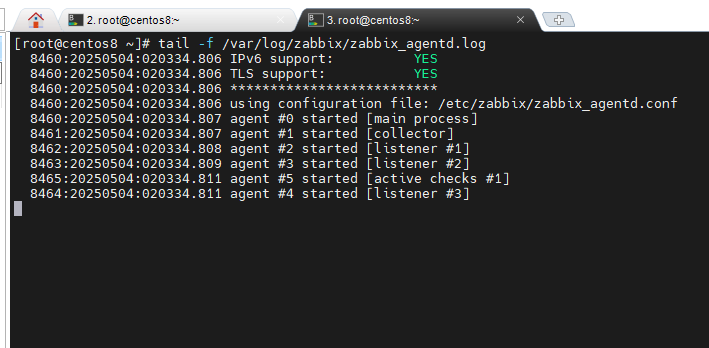 2. root@centos8:~
3. root@centos8:~
[root@centos8 ~]# tail -f /var/log/zabbix/zabbix_agentd.log
8460:20250504:020334.806 IPv6 support: YES
8460:20250504:020334.806 TLS support: YES
8460:20250504:020334.806 **************************
8460:20250504:020334.806 using configuration file: /etc/zabbix/zabbix_agentd.conf
8460:20250504:020334.807 agent #0 started [main process]
8461:20250504:020334.807 agent #1 started [collector]
8462:20250504:020334.808 agent #2 started [listener #1]
8463:20250504:020334.809 agent #3 started [listener #2]
8465:20250504:020334.811 agent #5 started [active checks #1]
8464:20250504:020334.811 agent #4 started [listener #3]